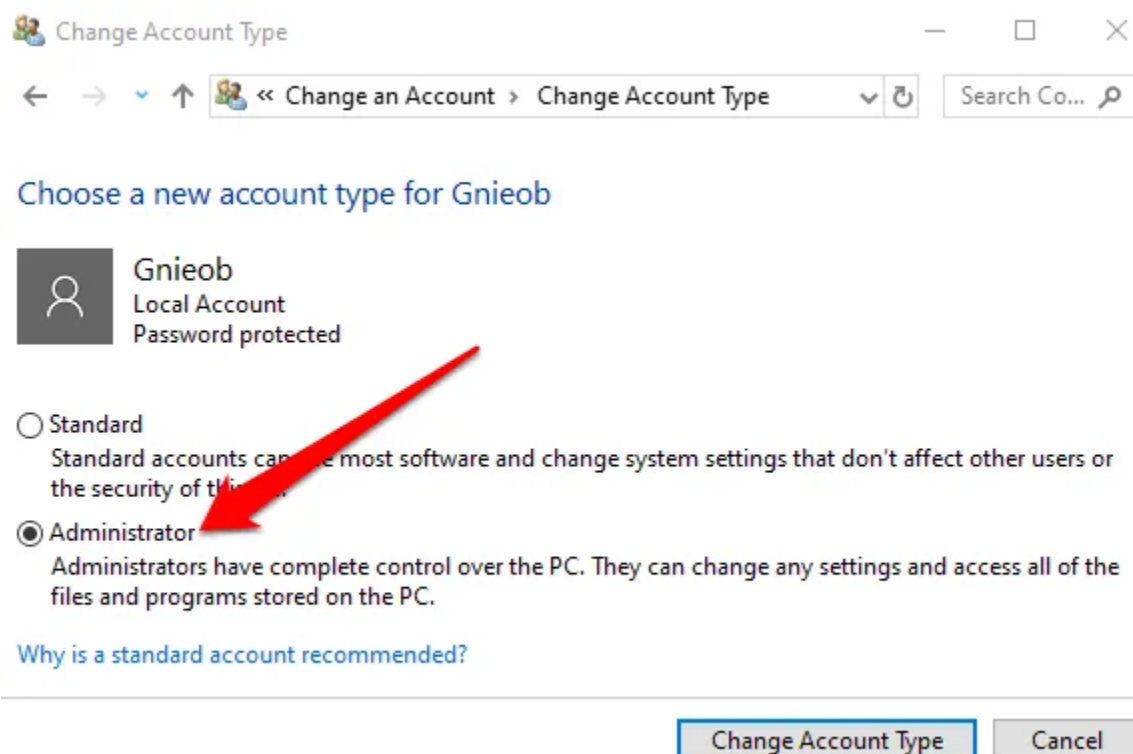 Change Account Type
« Change an Account › Change Account Type
Search Co...
Choose a new account type for Gnieob
Gnieob
Local Account
Password protected
Standard
Standard accounts can most software and change system settings that don't affect other users or
the security of
Administrator
Administrators have complete control over the PC. They can change any settings and access all of the
files and programs stored on the PC.
Why is a standard account recommended?
Change Account Type
Cancel